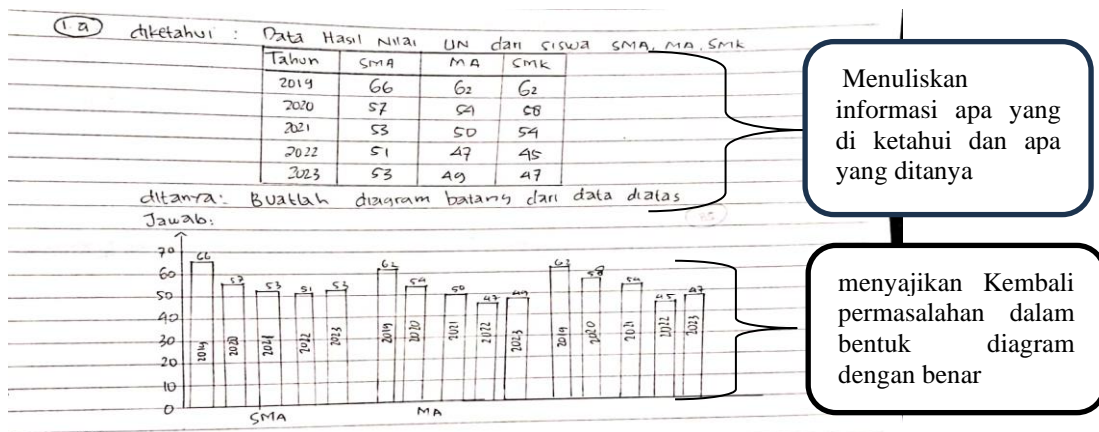 1. a diketahui : Data Hasil Nilai UN dari siswa SMA, MA, SMK
Tahun SMA MA SMK
2019 66 62 62
2020 57 54 58
2021 53 50 54
2022 51 47 45
2023 53 49 47
ditanya: Buatlah diagram batang dari data diatas
Jawab:
70
60
50
40
30
20
10
0
66 57 53 51 53
2019 2020 2021 2022 2023
SMA
62 54 50 47 49
2019 2020 2021 2022 2023
MA
62 58 54 45 47
2019 2020 2021 2022 2023
Menuliskan
informasi apa yang
di ketahui dan apa
yang ditanya
menyajikan Kembali
permasalahan dalam
bentuk diagram
dengan benar